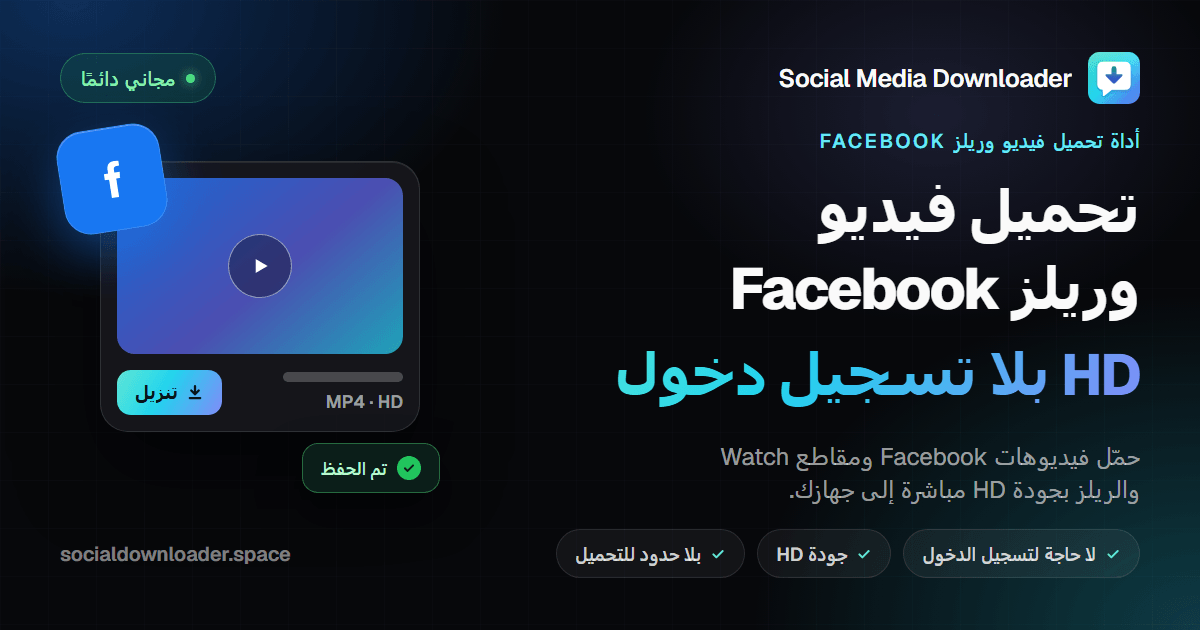 Social Media Downloader
أداة تحميل فيديو وريلز FACEBOOK
تحميل فيديو
وريلز Facebook
HD بلا تسجيل دخول
حمّل فيديوهات Facebook ومقاطع Watch
والريلز بجودة HD مباشرة إلى جهازك.
لا حاجة لتسجيل الدخول
جودة HD
بلا حدود للتحميل
مجاني دائمًا
f
تنزيل
MP4 · HD
تم الحفظ
socialdownloader.space